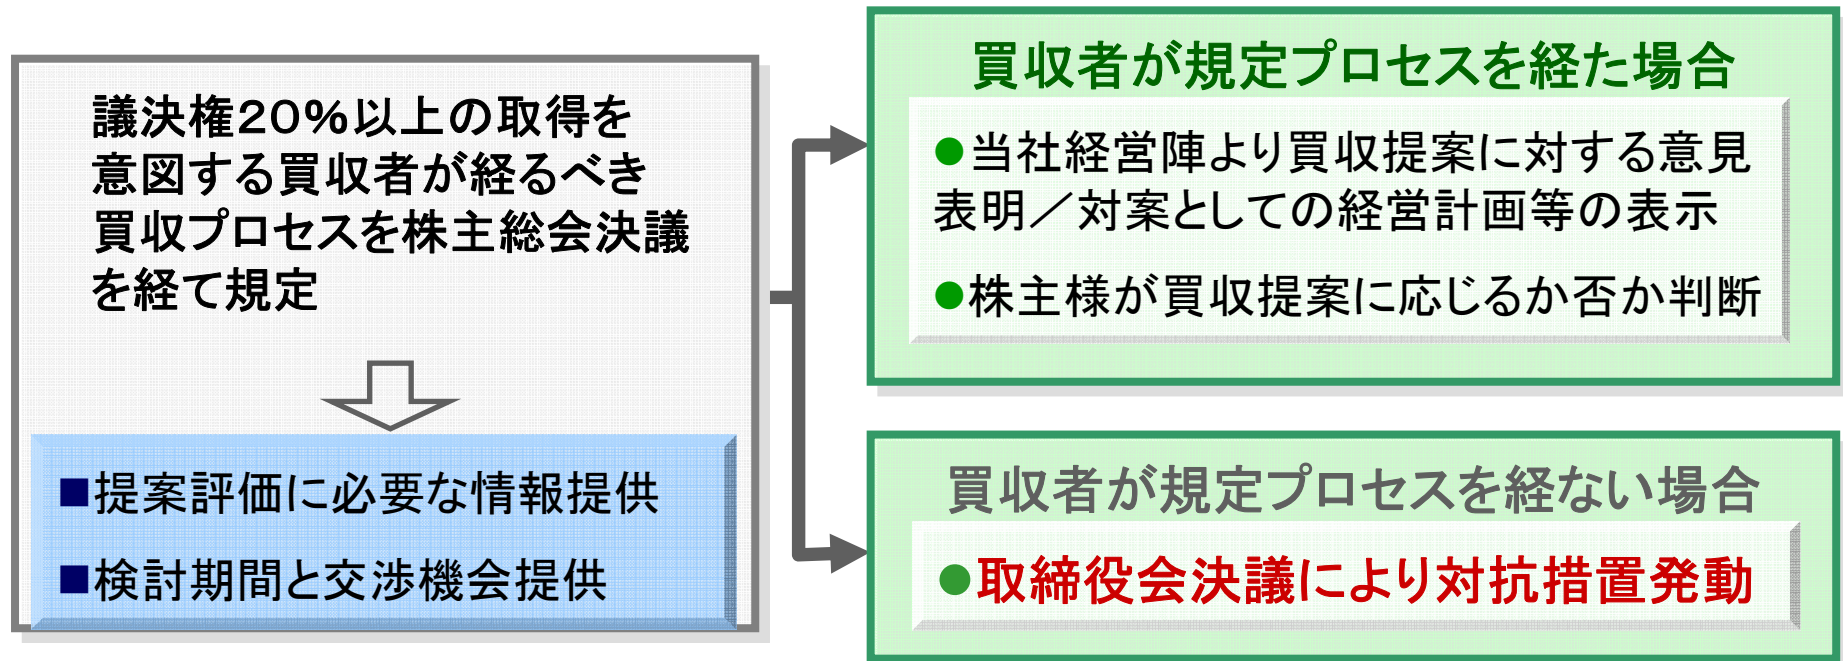 議決権20%以上の取得を
意図する買収者が経るべき
買収プロセスを株主総会決議
を経て規定
■提案評価に必要な情報提供
■検討期間と交渉機会提供
買収者が規定プロセスを経た場合
●当社経営陣より買収提案に対する意見
表明／対案としての経営計画等の表示
●株主様が買収提案に応じるか否か判断
買収者が規定プロセスを経ない場合
●取締役会決議により対抗措置発動